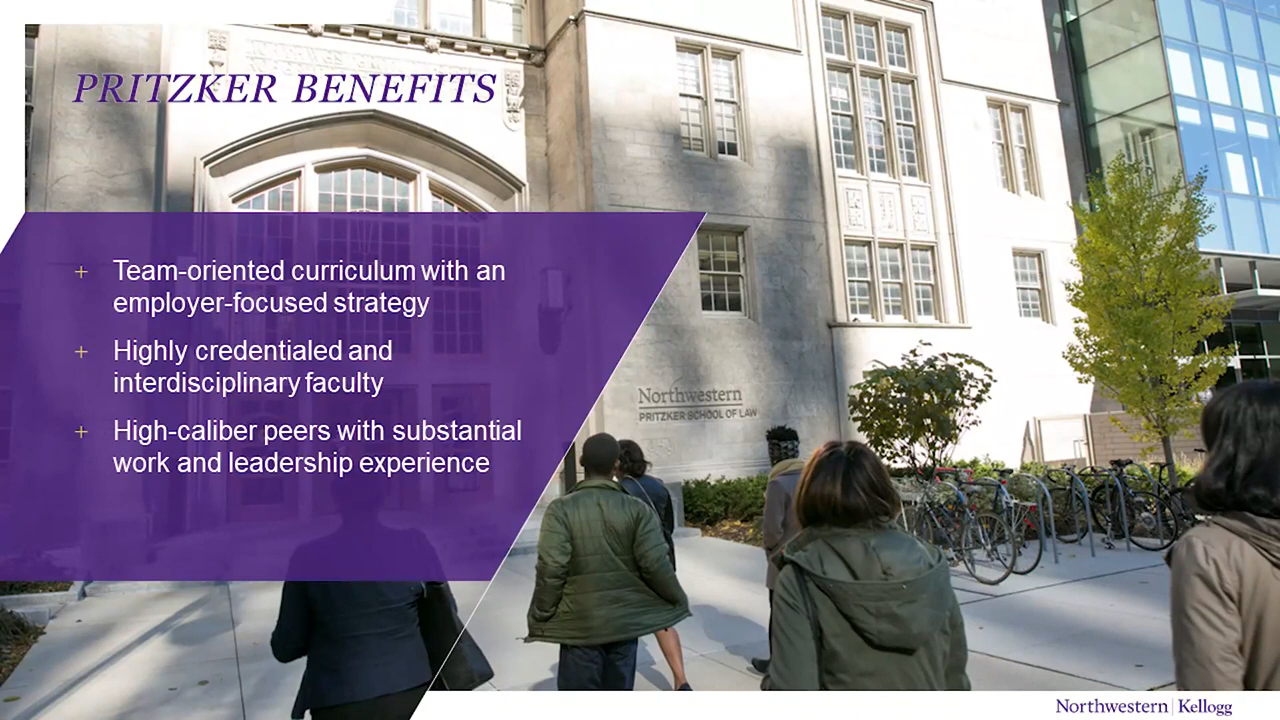 PRITZKER BENEFITS
+ Team-oriented curriculum with an
employer-focused strategy
+ Highly credentialed and
interdisciplinary faculty
+ High-caliber peers with substantial
work and leadership experience
Northwestern
PRITZKER SCHOOL OF LAW
Northwestern | Kellogg